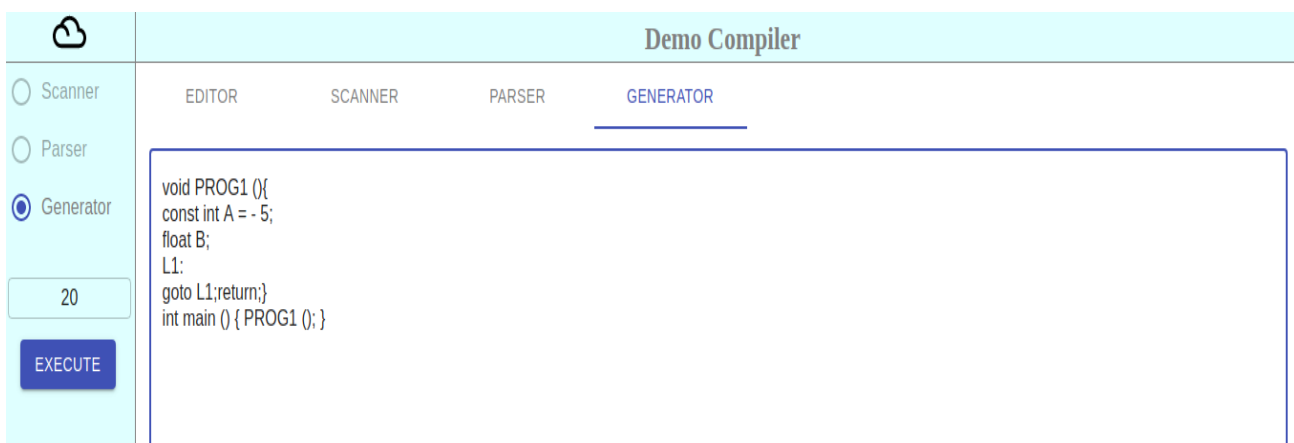 Demo Compiler
Scanner
Parser
Generator
20
EXECUTE
EDITOR SCANNER PARSER GENERATOR
void PROG1 (){
const int A = - 5;
float B;
L1:
goto L1;return;}
int main () { PROG1 (); }